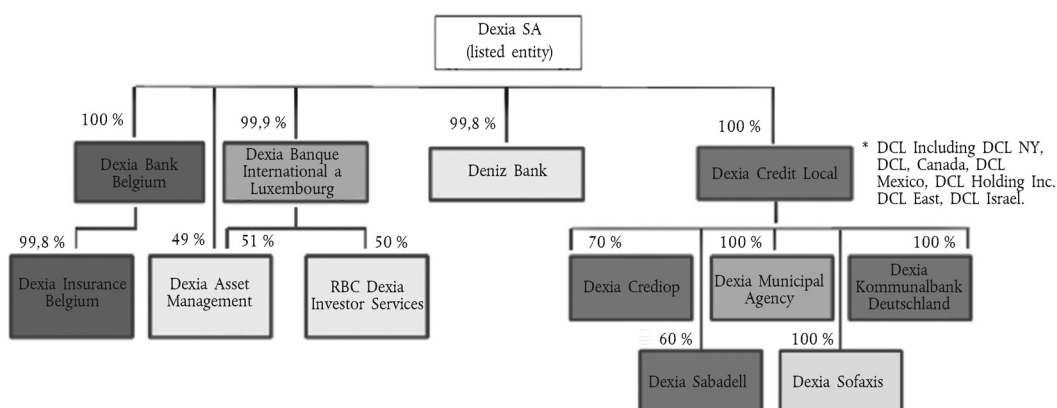 Dexia SA
(listed entity)
100 %
99,9 %
99,8 %
100 %
Dexia Bank
Belgium
Dexia Banque
International a
Luxembourg
Deniz Bank
Dexia Credit Local
* DCL Including DCL NY,
DCL, Canada, DCL
Mexico, DCL Holding Inc.
DCL East, DCL Israel.
99,8 %
49 %
51 %
50 %
70 %
100 %
100 %
Dexia Insurance
Belgium
Dexia Asset
Management
RBC Dexia
Investor Services
Dexia Crediop
Dexia Municipal
Agency
Dexia
Kommunalbank
Deutschland
60 %
100 %
Dexia Sabadell
Dexia Sofaxis